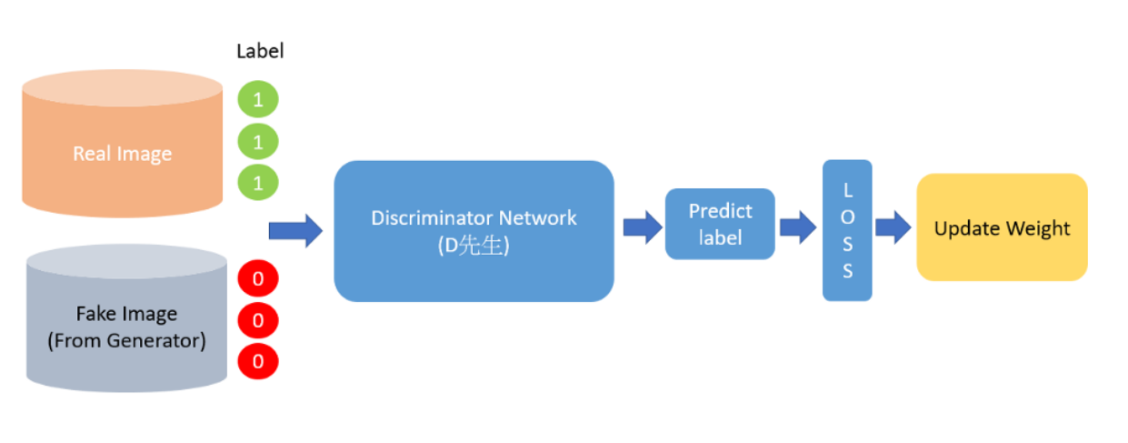 Label
1
1
1
Real Image
0
0
0
Fake Image
(From Generator)
Discriminator Network
(D先生)
Predict
label
L
O
S
S
Update Weight